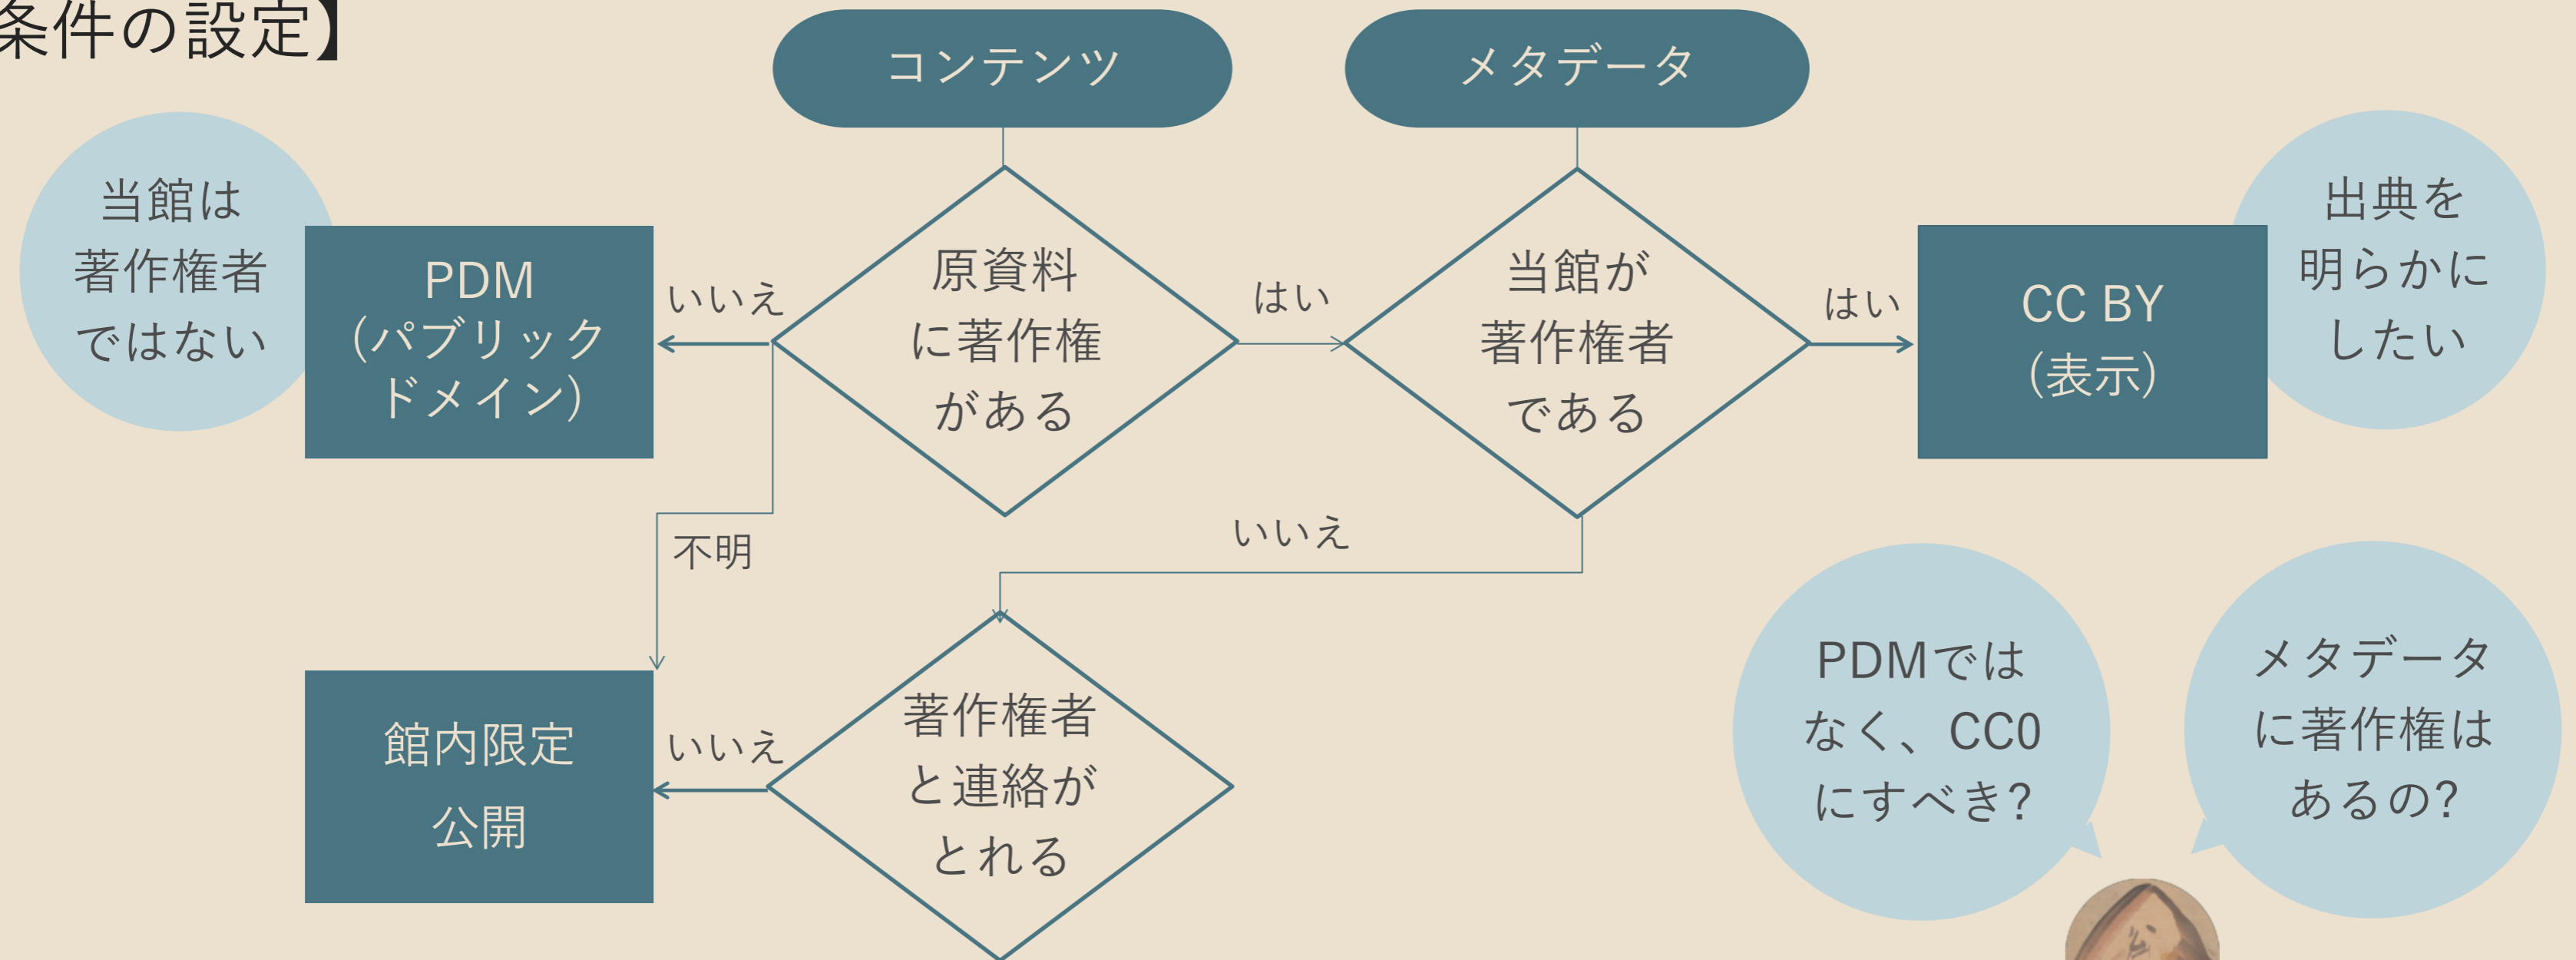 条件の設定】
コンテンツ
メタデータ
当館は
著作権者
ではない
PDM
（パブリック
ドメイン）
いいえ
原資料
に著作権
がある
はい
当館が
著作権者
である
はい
CC BY
（表示）
出典を
明らかに
したい
不明
いいえ
館内限定
公開
いいえ
著作権者
と連絡が
とれる
PDMでは
なく、CC0
にすべき?
メタデータ
に著作権は
あるの?